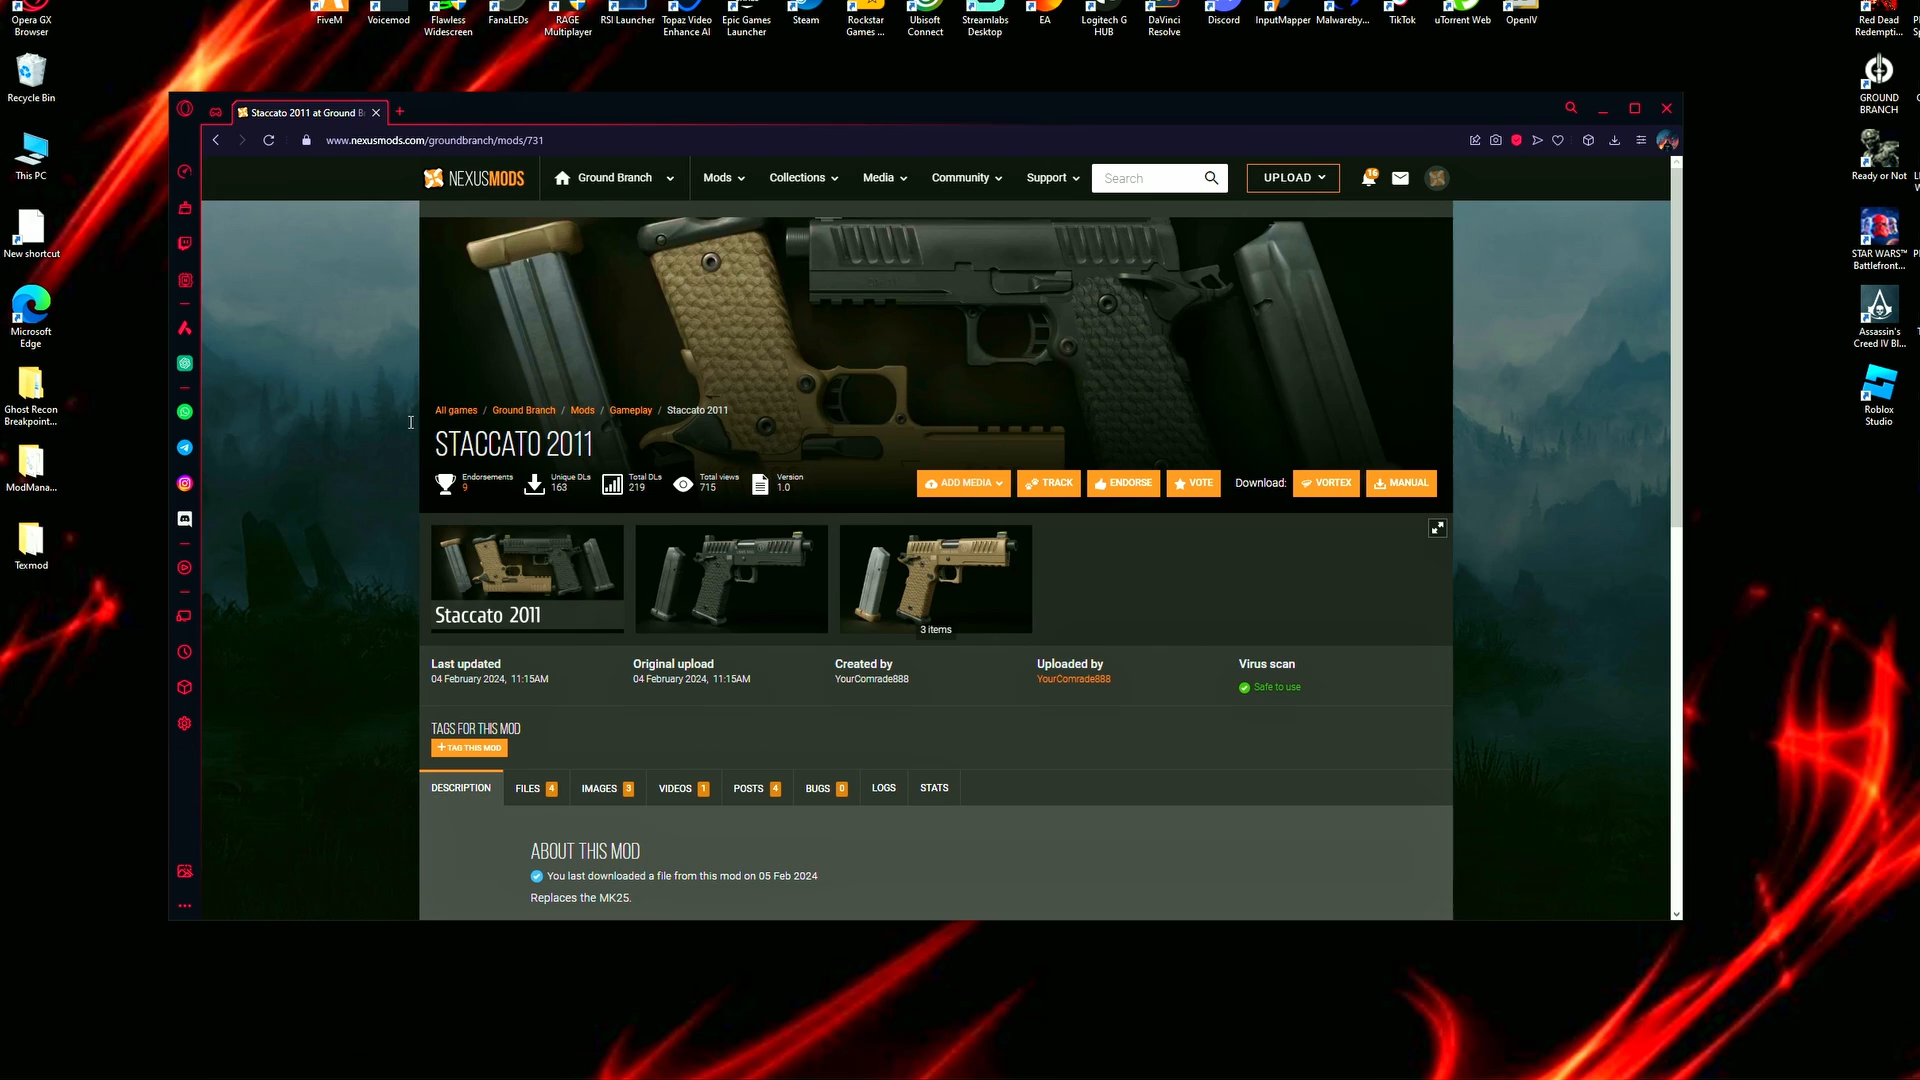 Opera GX
Browser
FiveM
Voicemod
Flawless
Widescreen
FanaLEDs
RAGE
Multiplayer
RSI Launcher
Topaz Video
Enhance AI
Epic Games
Launcher
Steam
Rockstar
Games ...
Ubisoft
Connect
Streamlabs
Desktop
EA
Logitech G
HUB
DaVinci
Resolve
Discord
InputMapper
Malwareby...
TikTok
uTorrent Web
OpenIV
Red Dead
Redempti...
Recycle Bin
This PC
New shortcut
Microsoft
Edge
Ghost Recon
Breakpoint...
ModMana...
Texmod
GROUND
BRANCH
Ready or Not
STAR WARS™
Battlefront...
Assassin's
Creed IV Bl...
Roblox
Studio
Staccato 2011 at Ground B
www.nexusmods.com/groundbranch/mods/731
NEXUSMODS
Ground Branch
Mods
Collections
Media
Community
Support
Search
UPLOAD
16
All games / Ground Branch / Mods / Gameplay / Staccato 2011
STACCATO 2011
Endorsements
9
Unique DLs
163
Total DLs
219
Total views
715
Version
1.0
ADD MEDIA
TRACK
ENDORSE
VOTE
Download:
VORTEX
MANUAL
Staccato 2011
3 items
Last updated
04 February 2024, 11:15AM
Original upload
04 February 2024, 11:15AM
Created by
YourComrade888
Uploaded by
YourComrade888
Virus scan
Safe to use
TAGS FOR THIS MOD
+ TAG THIS MOD
DESCRIPTION
FILES 4
IMAGES 3
VIDEOS 1
POSTS 4
BUGS 0
LOGS
STATS
ABOUT THIS MOD
You last downloaded a file from this mod on 05 Feb 2024
Replaces the MK25.